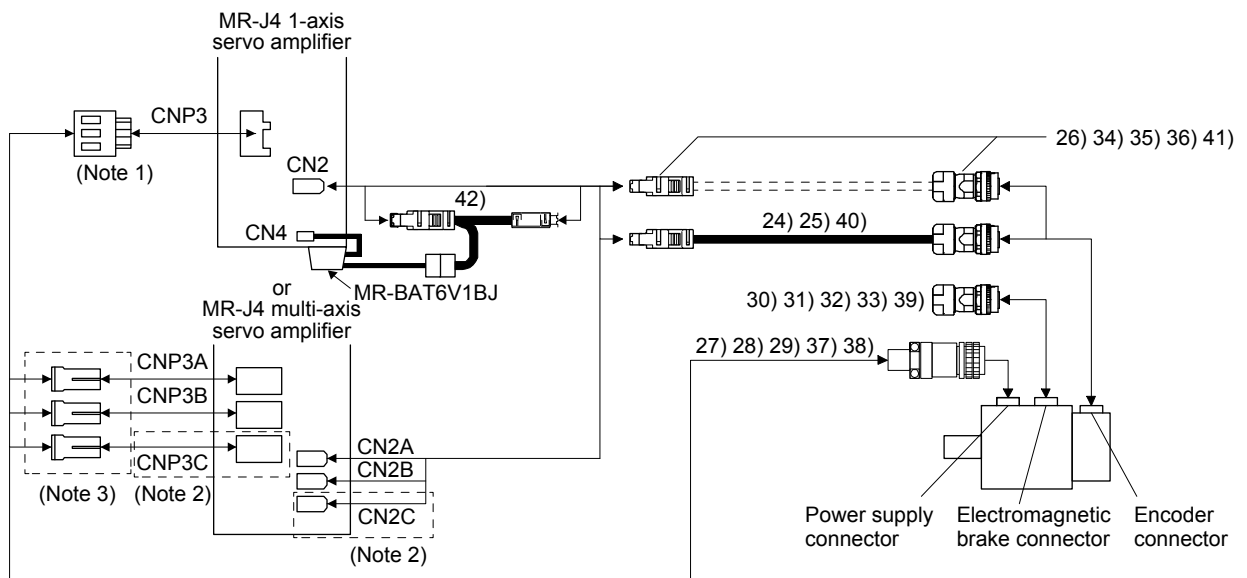 MR-J4 1-axis
servo amplifier
CNP3
(Note 1)
CN2
26) 34) 35) 36) 41)
42)
24) 25) 40)
CN4
MR-BAT6V1BJ
or
MR-J4 multi-axis
servo amplifier
30) 31) 32) 33) 39)
27) 28) 29) 37) 38)
CNP3A
CNP3B
CNP3C
CN2A
CN2B
CN2C
(Note 3)
(Note 2)
(Note 2)
Power supply
connector
Electromagnetic
brake connector
Encoder
connector